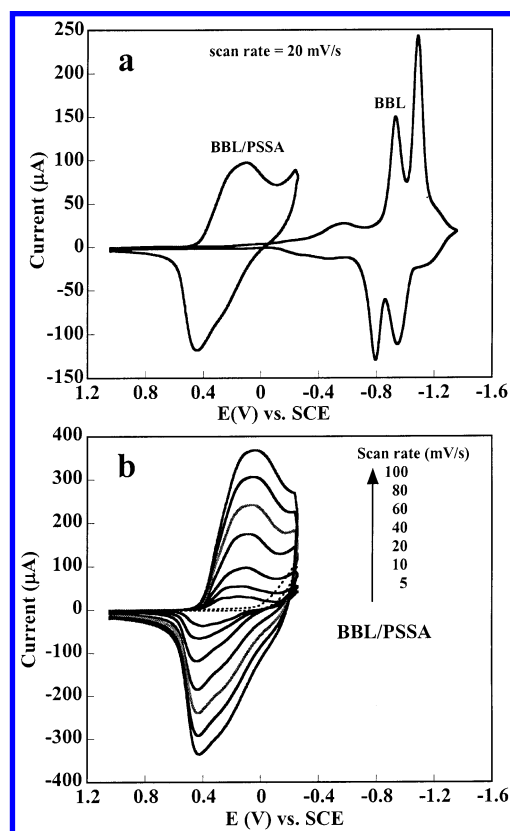 a
scan rate = 20 mV/s
BBL
BBL/PSSA
Current (μA)
250
200
150
100
50
0
-50
-100
-150
1.2 0.8 0.4 0 -0.4 -0.8 -1.2 -1.6
E(V) vs. SCE
b
Scan rate (mV/s)
100
80
60
40
20
10
5
BBL/PSSA
Current (μA)
400
300
200
100
0
-100
-200
-300
-400
1.2 0.8 0.4 0 -0.4 -0.8 -1.2 -1.6
E (V) vs. SCE